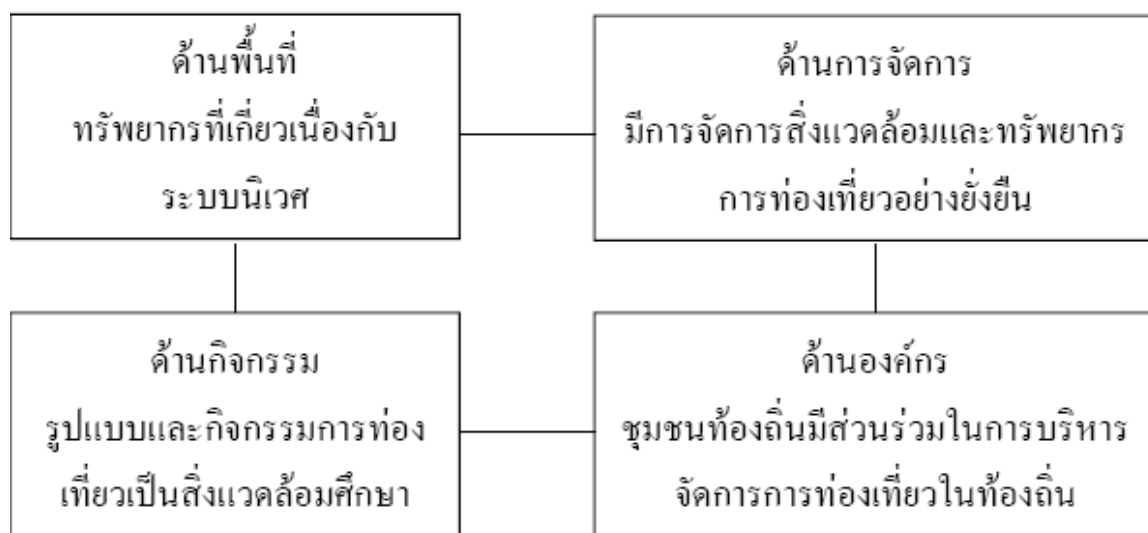 ด้านพื้นที่
ทรัพยากรที่เกี่ยวเนื่องกับ
ระบบนิเวศ
ด้านการจัดการ
มีการจัดการสิ่งแวดล้อมและทรัพยากร
การท่องเที่ยวอย่างยั่งยืน
ด้านกิจกรรม
รูปแบบและกิจกรรมการท่อง
เที่ยวเป็นสิ่งแวดล้อมศึกษา
ด้านองค์กร
ชุมชนท้องถิ่นมีส่วนร่วมในการบริหาร
จัดการการท่องเที่ยวในท้องถิ่น